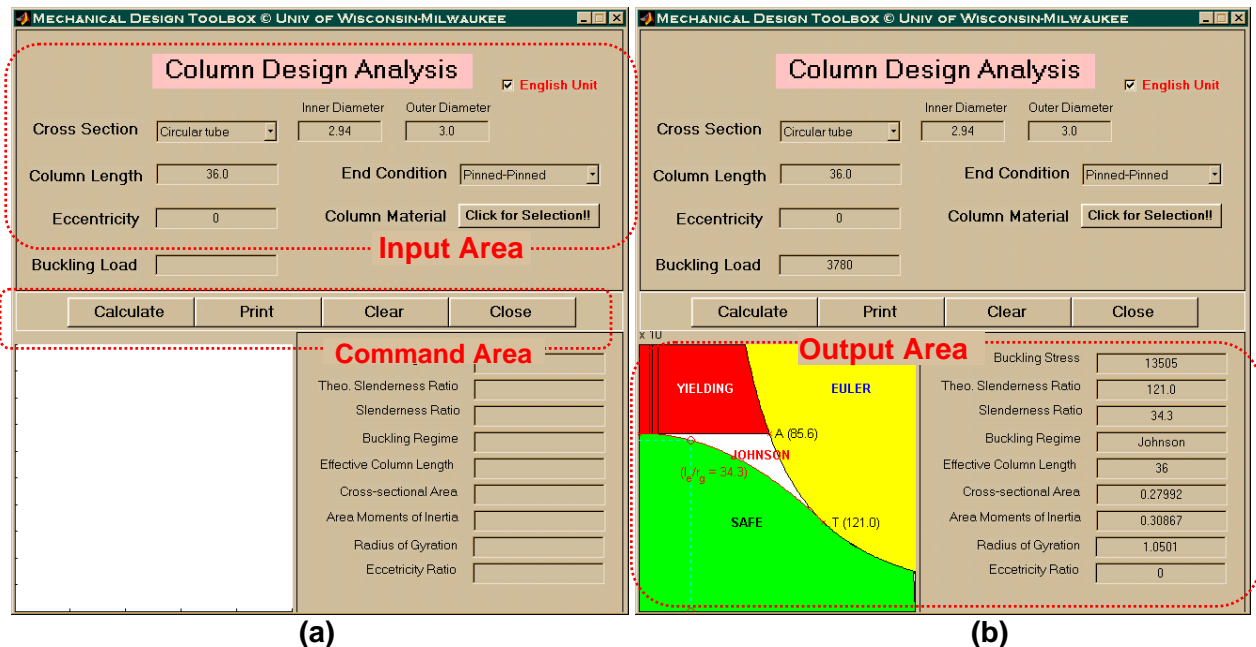 MECHANICAL DESIGN TOOLBOX © UNIV OF WISCONSIN-MILWAUKEE
Column Design Analysis
English Unit
Inner Diameter Outer Diameter
Cross Section Circular tube 2.94 3.0
Column Length 36.0 End Condition Pinned-Pinned
Eccentricity 0 Column Material Click for Selection!!
Input Area
Buckling Load
Calculate Print Clear Close
Command Area
Theo. Slenderness Ratio
Slenderness Ratio
Buckling Regime
Effective Column Length
Cross-sectional Area
Area Moments of Inertia
Radius of Gyration
Eccetricity Ratio
(a)
MECHANICAL DESIGN TOOLBOX © UNIV OF WISCONSIN-MILWAUKEE
Column Design Analysis
English Unit
Inner Diameter Outer Diameter
Cross Section Circular tube 2.94 3.0
Column Length 36.0 End Condition Pinned-Pinned
Eccentricity 0 Column Material Click for Selection!!
Buckling Load 3780
Calculate Print Clear Close
x 10
Output Area
YIELDING EULER
A (85.6)
JOHNSON
(l_e/r_g = 34.3)
SAFE T (121.0)
Buckling Stress 13505
Theo. Slenderness Ratio 121.0
Slenderness Ratio 34.3
Buckling Regime Johnson
Effective Column Length 36
Cross-sectional Area 0.27992
Area Moments of Inertia 0.30867
Radius of Gyration 1.0501
Eccetricity Ratio 0
(b)